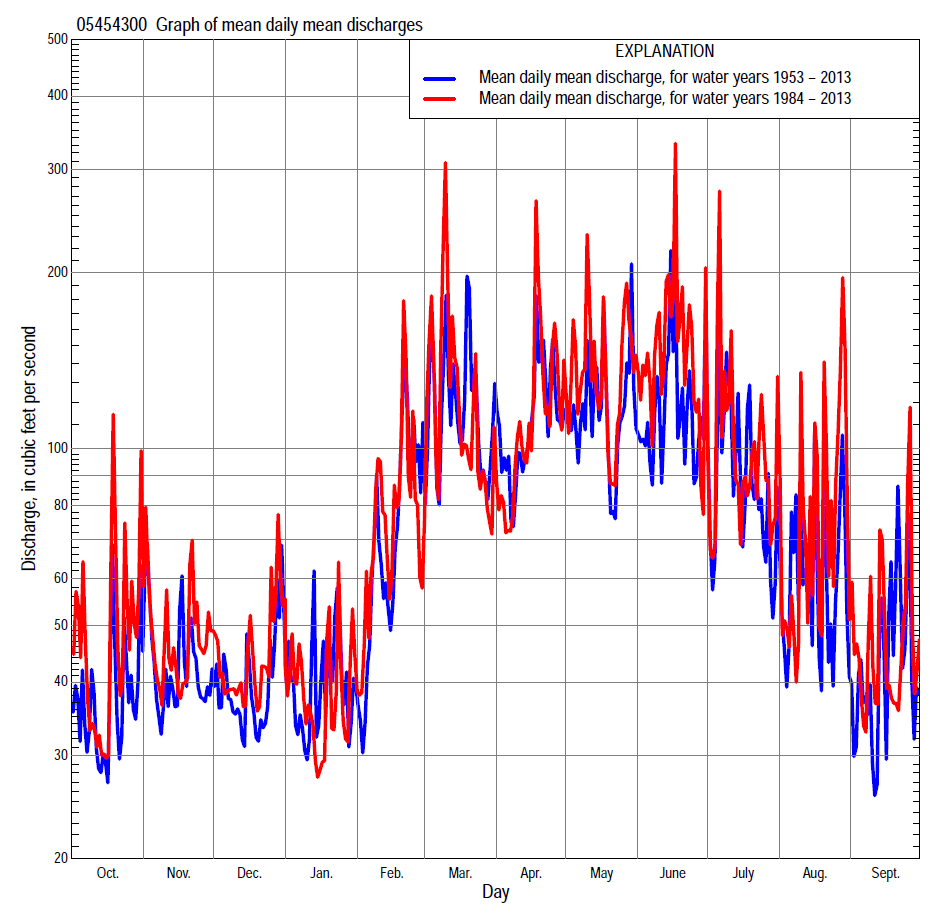 05454300 Graph of mean daily mean discharges
EXPLANATION
Mean daily mean discharge, for water years 1953 – 2013
Mean daily mean discharge, for water years 1984 – 2013
Discharge, in cubic feet per second
500
400
300
200
100
80
60
50
40
30
20
Oct. Nov. Dec. Jan. Feb. Mar. Apr. May June July Aug. Sept.
Day